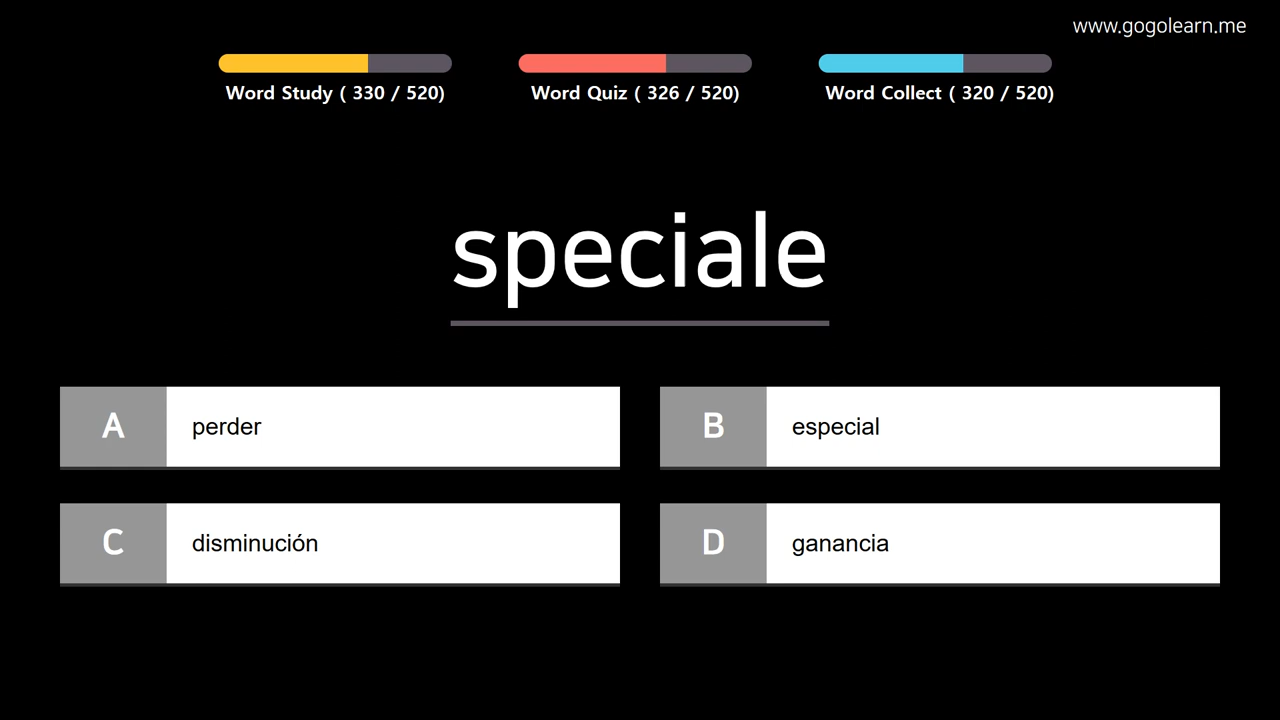 www.gogolearn.me
Word Study ( 330 / 520)
Word Quiz ( 326 / 520)
Word Collect ( 320 / 520)
speciale
A perder
B especial
C disminución
D ganancia